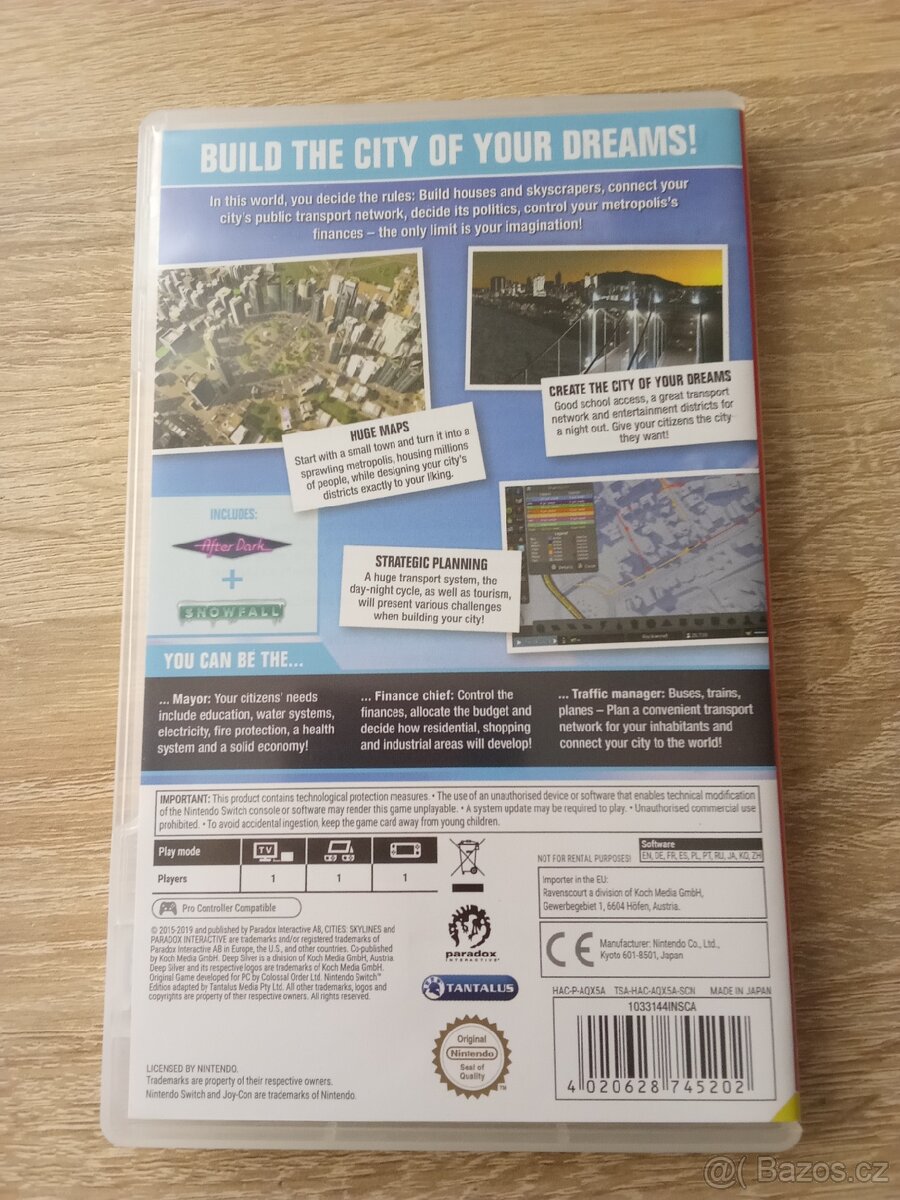 BUILD THE CITY OF YOUR DREAMS!
In this world, you decide the rules: Build houses and skyscrapers, connect your
city's public transport network, decide its politics, control your metropolis's
finances – the only limit is your imagination!
HUGE MAPS
Start with a small town and turn it into a
sprawling metropolis, housing millions
of people, while designing your city's
districts exactly to your liking.
CREATE THE CITY OF YOUR DREAMS
Good school access, a great transport
network and entertainment districts for
a night out. Give your citizens the city
they want!
INCLUDES:
After Dark
+
SNOWFALL
STRATEGIC PLANNING
A huge transport system, the
day-night cycle, as well as tourism,
will present various challenges
when building your city!
YOU CAN BE THE...
... Mayor: Your citizens' needs
include education, water systems,
electricity, fire protection, a health
system and a solid economy!
... Finance chief: Control the
finances, allocate the budget and
decide how residential, shopping
and industrial areas will develop!
... Traffic manager: Buses, trains,
planes – Plan a convenient transport
network for your inhabitants and
connect your city to the world!
IMPORTANT: This product contains technological protection measures. • The use of an unauthorised device or software that enables technical modification
of the Nintendo Switch console or software may render this game unplayable. • A system update may be required to play. • Unauthorised commercial use
prohibited. • To avoid accidental ingestion, keep the game card away from young children.
Play mode
TV
Players
1 1 1
Pro Controller Compatible
NOT FOR RENTAL PURPOSES!
Software
EN, DE, FR, ES, PL, PT, RU, JA, KO, ZH
Importer in the EU:
Ravenscourt a division of Koch Media GmbH,
Gewerbegebiet 1, 6604 Höfen, Austria.
© 2015-2019 and published by Paradox Interactive AB, CITIES: SKYLINES and
PARADOX INTERACTIVE are trademarks and/or registered trademarks of
Paradox Interactive AB in Europe, the U.S., and other countries. Co-published
by Koch Media GmbH. Deep Silver is a division of Koch Media GmbH, Austria.
Deep Silver and its respective logos are trademarks of Koch Media GmbH.
Original Game developed for PC by Colossal Order Ltd. Nintendo Switch™
Edition adapted by Tantalus Media Pty Ltd. All other trademarks, logos and
copyrights are property of their respective owners. All rights reserved.
paradox
INTERACTIVE
TANTALUS
CE
Manufacturer: Nintendo Co., Ltd.,
Kyoto 601-8501, Japan
HAC-P-AQX5A TSA-HAC-AQX5A-SCN MADE IN JAPAN
1033144INSCA
4 020628 745202
Original
Nintendo
Seal of
Quality
TM
LICENSED BY NINTENDO.
Trademarks are property of their respective owners.
Nintendo Switch and Joy-Con are trademarks of Nintendo.
@( Bazoš.cz